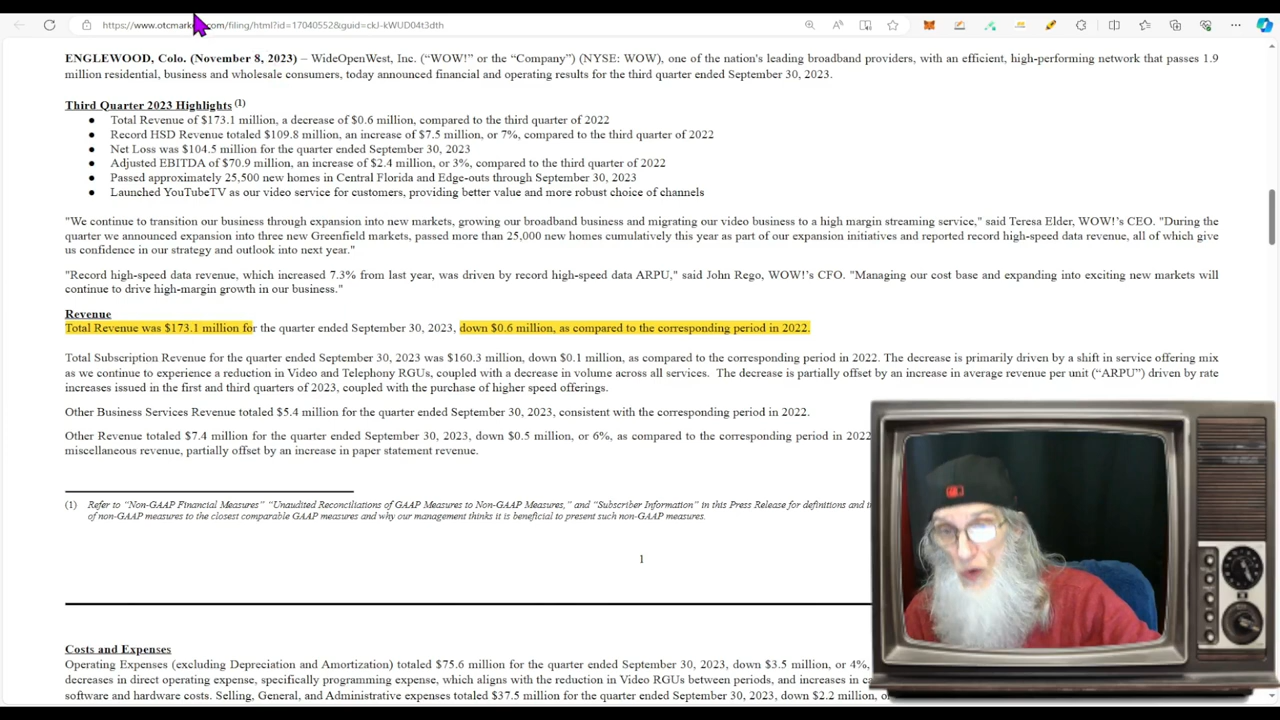 https://www.otcmarkets.com/filing/html?id=17040552&guid=ckJ-kWUD04t3dth
ENGLEWOOD, Colo. (November 8, 2023) – WideOpenWest, Inc. (“WOW!” or the “Company”) (NYSE: WOW), one of the nation's leading broadband providers, with an efficient, high-performing network that passes 1.9
million residential, business and wholesale consumers, today announced financial and operating results for the third quarter ended September 30, 2023.
Third Quarter 2023 Highlights (1)
● Total Revenue of $173.1 million, a decrease of $0.6 million, compared to the third quarter of 2022
● Record HSD Revenue totaled $109.8 million, an increase of $7.5 million, or 7%, compared to the third quarter of 2022
● Net Loss was $104.5 million for the quarter ended September 30, 2023
● Adjusted EBITDA of $70.9 million, an increase of $2.4 million, or 3%, compared to the third quarter of 2022
● Passed approximately 25,500 new homes in Central Florida and Edge-outs through September 30, 2023
● Launched YouTubeTV as our video service for customers, providing better value and more robust choice of channels
"We continue to transition our business through expansion into new markets, growing our broadband business and migrating our video business to a high margin streaming service," said Teresa Elder, WOW!'s CEO. "During the
quarter we announced expansion into three new Greenfield markets, passed more than 25,000 new homes cumulatively this year as part of our expansion initiatives and reported record high-speed data revenue, all of which give
us confidence in our strategy and outlook into next year."
"Record high-speed data revenue, which increased 7.3% from last year, was driven by record high-speed data ARPU," said John Rego, WOW!'s CFO. "Managing our cost base and expanding into exciting new markets will
continue to drive high-margin growth in our business."
Revenue
Total Revenue was $173.1 million for the quarter ended September 30, 2023, down $0.6 million, as compared to the corresponding period in 2022.
Total Subscription Revenue for the quarter ended September 30, 2023 was $160.3 million, down $0.1 million, as compared to the corresponding period in 2022. The decrease is primarily driven by a shift in service offering mix
as we continue to experience a reduction in Video and Telephony RGUs, coupled with a decrease in volume across all services. The decrease is partially offset by an increase in average revenue per unit (“ARPU”) driven by rate
increases issued in the first and third quarters of 2023, coupled with the purchase of higher speed offerings.
Other Business Services Revenue totaled $5.4 million for the quarter ended September 30, 2023, consistent with the corresponding period in 2022.
Other Revenue totaled $7.4 million for the quarter ended September 30, 2023, down $0.5 million, or 6%, as compared to the corresponding period in 2022
miscellaneous revenue, partially offset by an increase in paper statement revenue.
(1) Refer to “Non-GAAP Financial Measures” “Unaudited Reconciliations of GAAP Measures to Non-GAAP Measures,” and “Subscriber Information” in this Press Release for definitions and
of non-GAAP measures to the closest comparable GAAP measures and why our management thinks it is beneficial to present such non-GAAP measures.
1
Costs and Expenses
Operating Expenses (excluding Depreciation and Amortization) totaled $75.6 million for the quarter ended September 30, 2023, down $3.5 million, or 4%,
decreases in direct operating expense, specifically programming expense, which aligns with the reduction in Video RGUs between periods, and increases in
software and hardware costs. Selling, General, and Administrative expenses totaled $37.5 million for the quarter ended September 30, 2023, down $2.2 million,